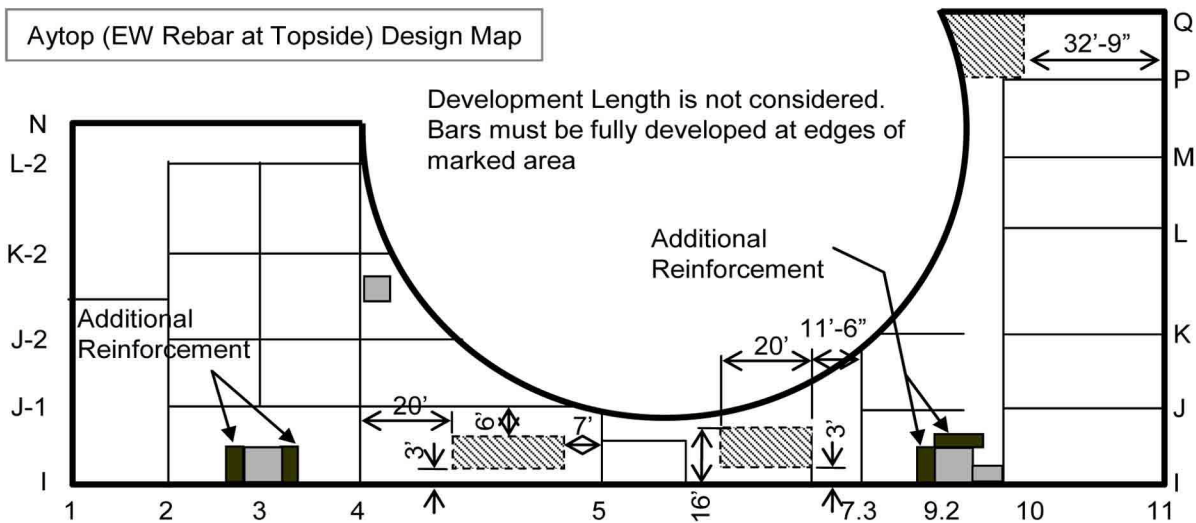 Aytop (EW Rebar at Topside) Design Map
Q
32’-9”
P
Development Length is not considered.
Bars must be fully developed at edges of
marked area
N
L-2
M
K-2
L
Additional
Reinforcement
Additional
Reinforcement
J-2
K
11’-6”
20’
J-1
J
20’
6’
7’
3’
16’
3’
I
I
1
2
3
4
5
7.3
9.2
10
11